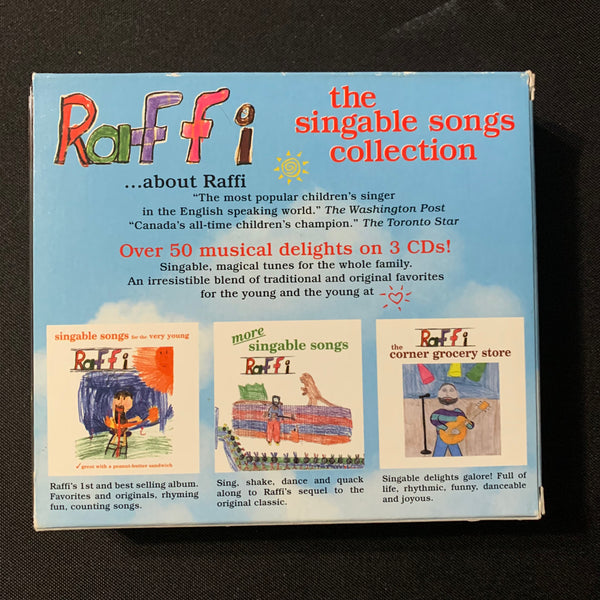 Raffi
the
singable songs
collection
...about Raffi
"The most popular children's singer
in the English speaking world." The Washington Post
"Canada's all-time children's champion." The Toronto Star
Over 50 musical delights on 3 CDs!
Singable, magical tunes for the whole family.
An irresistible blend of traditional and original favorites
for the young and the young at
singable songs for the very young
Raffi
✓ great with a peanut-butter sandwich
Raffi's 1st and best selling album.
Favorites and originals, rhyming
fun, counting songs.
more
singable songs
Raffi
Sing, shake, dance and quack
along to Raffi's sequel to the
original classic.
Raffi
the
corner grocery store
Singable delights galore! Full of
life, rhythmic, funny, danceable
and joyous.